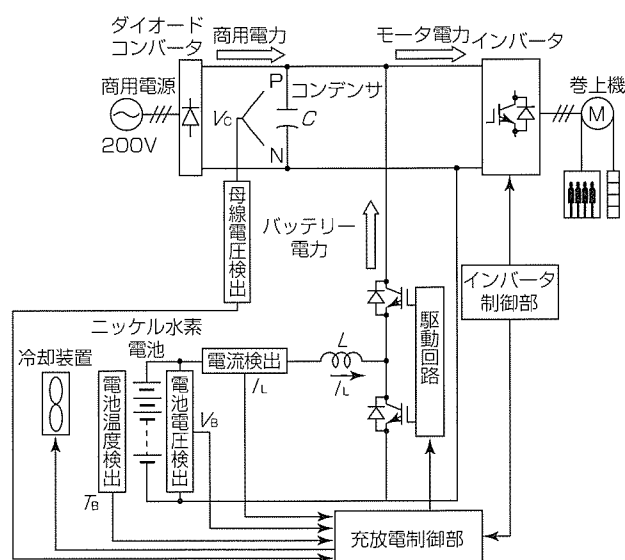 ダイオード
コンバータ
商用電力
モータ電力
インバータ
商用電源
200V
P
VC
N
コンデンサ
C
巻上機
M
母線電圧検出
バッテリー
電力
インバータ
制御部
ニッケル水素
電池
冷却装置
電流検出
IL
L
IL
駆動回路
電池温度検出
TB
電池電圧検出
VB
充放電制御部